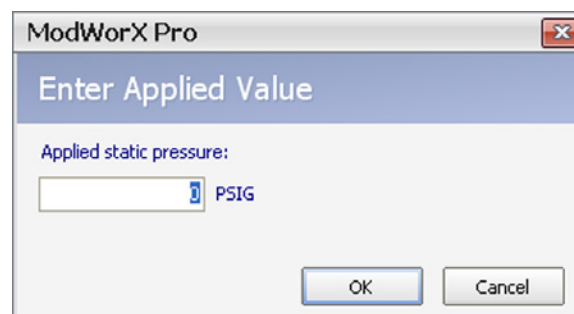 ModWorX Pro
Enter Applied Value
Applied static pressure:
0 PSIG
OK Cancel